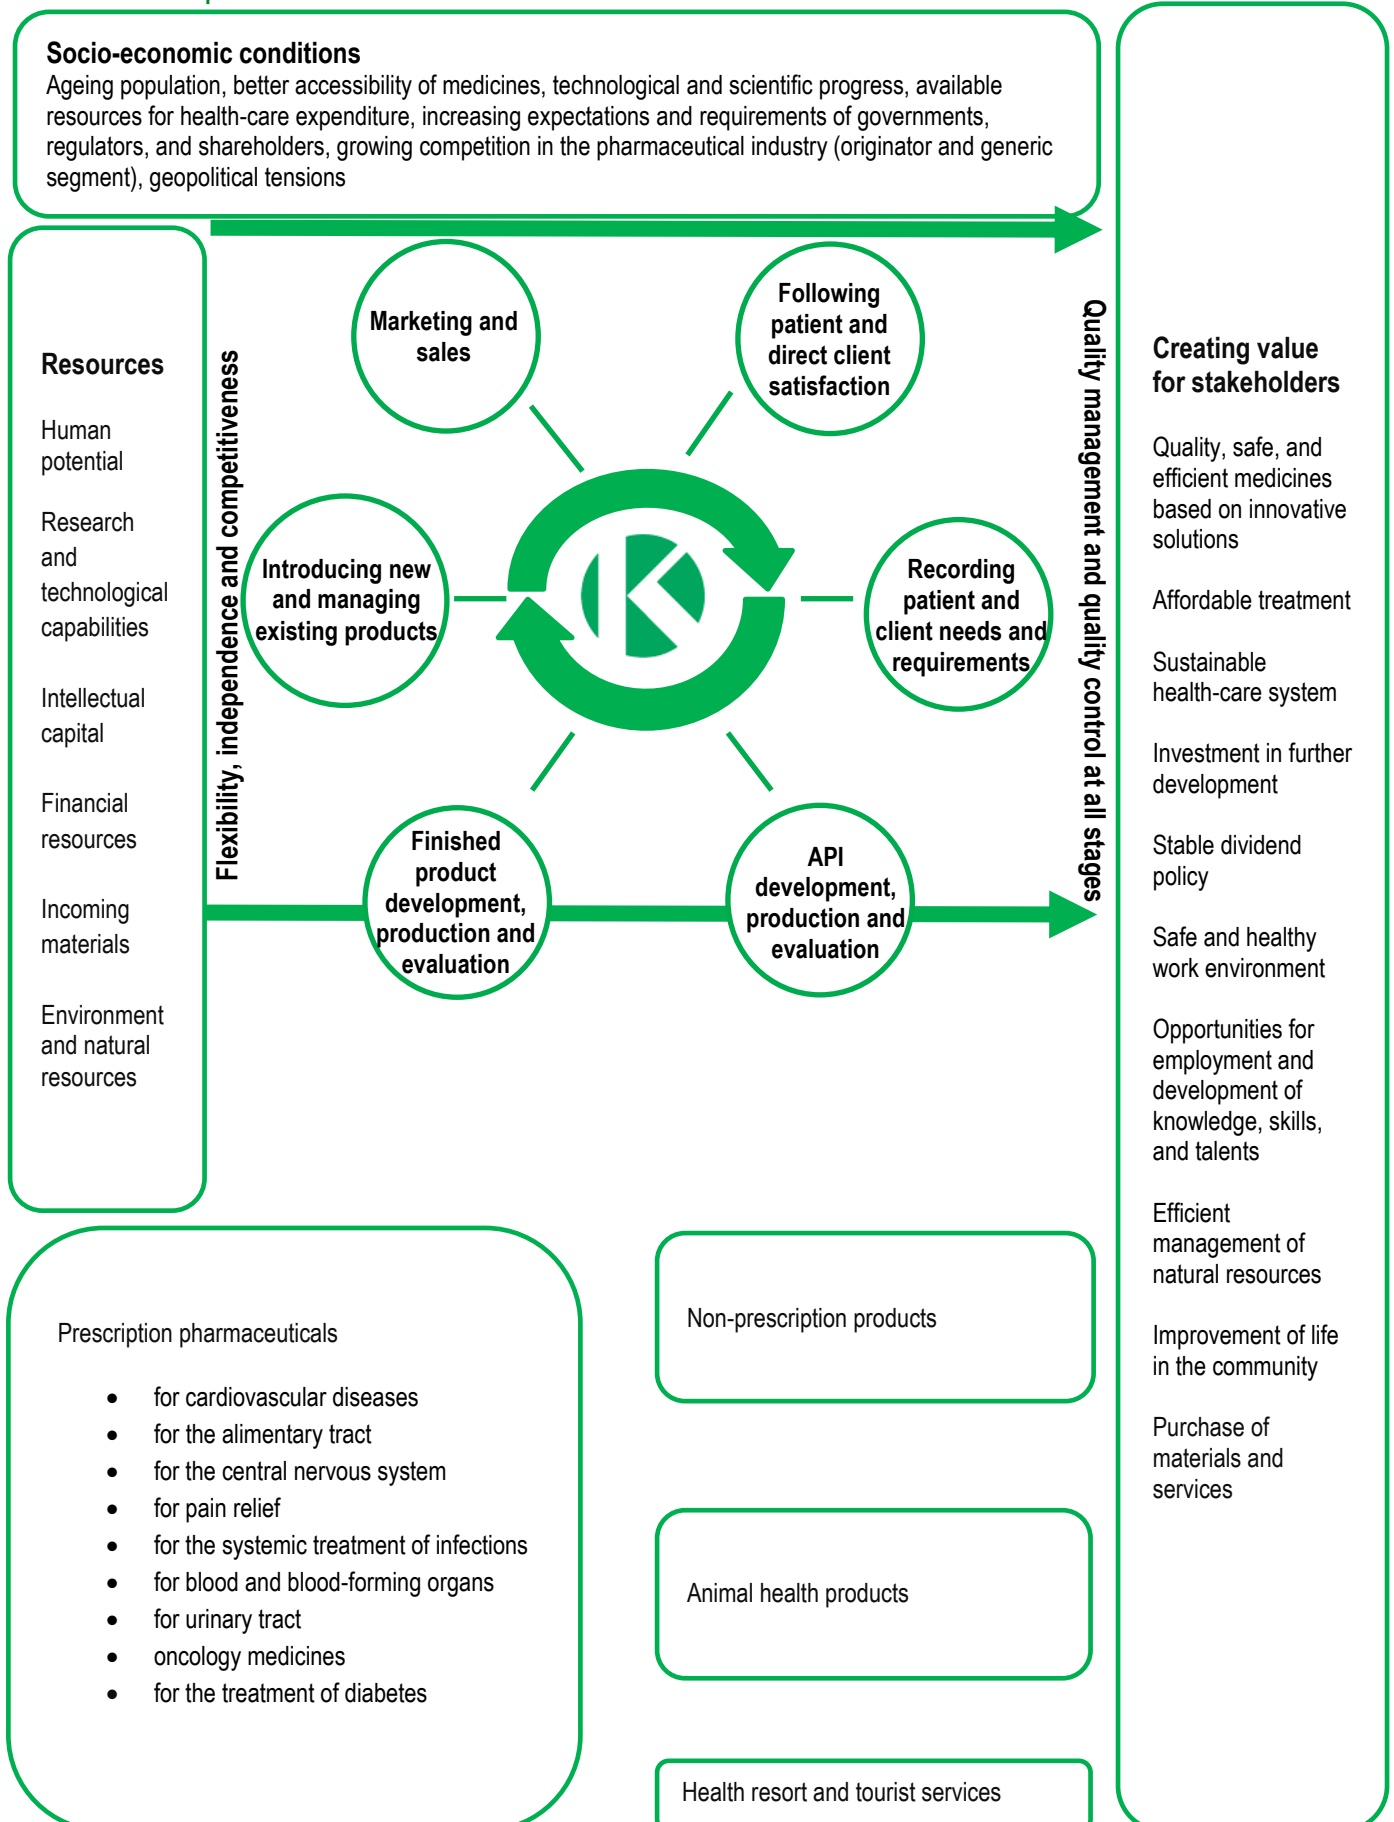 Socio-economic conditions
Ageing population, better accessibility of medicines, technological and scientific progress, available
resources for health-care expenditure, increasing expectations and requirements of governments,
regulators, and shareholders, growing competition in the pharmaceutical industry (originator and generic
segment), geopolitical tensions
Resources
Human
potential
Research
and
technological
capabilities
Intellectual
capital
Financial
resources
Incoming
materials
Environment
and natural
resources
Flexibility, independence and competitiveness
Marketing and
sales
Following
patient and
direct client
satisfaction
Introducing new
and managing
existing products
K
Recording
patient and
client needs and
requirements
Finished
product
development,
production and
evaluation
API
development,
production and
evaluation
Quality management and quality control at all stages
Creating value
for stakeholders
Quality, safe, and
efficient medicines
based on innovative
solutions
Affordable treatment
Sustainable
health-care system
Investment in further
development
Stable dividend
policy
Safe and healthy
work environment
Opportunities for
employment and
development of
knowledge, skills,
and talents
Efficient
management of
natural resources
Improvement of life
in the community
Purchase of
materials and
services
Prescription pharmaceuticals
• for cardiovascular diseases
• for the alimentary tract
• for the central nervous system
• for pain relief
• for the systemic treatment of infections
• for blood and blood-forming organs
• for urinary tract
• oncology medicines
• for the treatment of diabetes
Non-prescription products
Animal health products
Health resort and tourist services